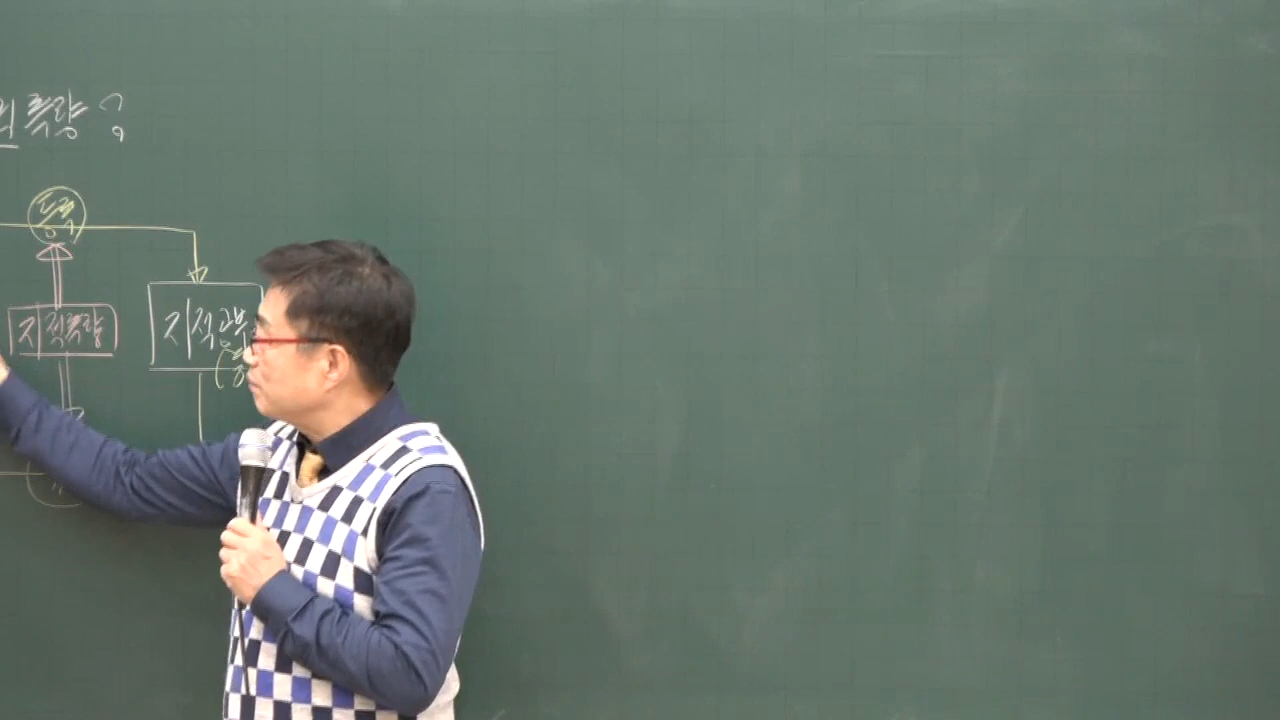 의 측량 :
등록
지적측량
지적공부